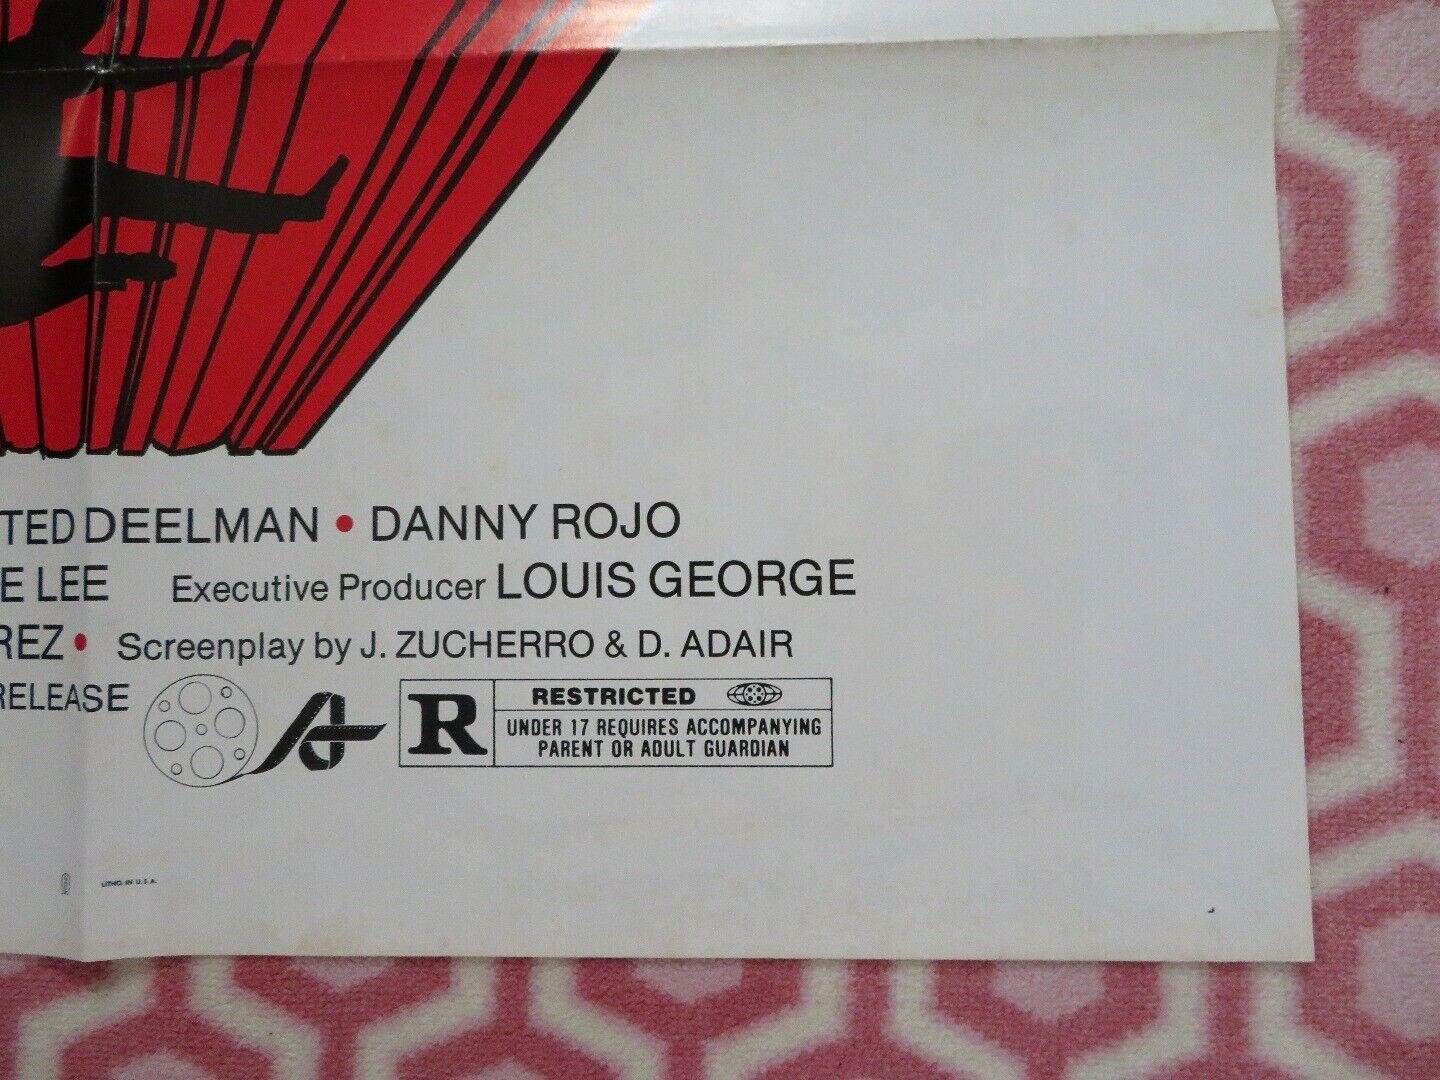 TED DEELMAN • DANNY ROJO
E LEE Executive Producer LOUIS GEORGE
REZ • Screenplay by J. ZUCHERRO & D. ADAIR
RELEASE
R
RESTRICTED
UNDER 17 REQUIRES ACCOMPANYING
PARENT OR ADULT GUARDIAN
LITHO. IN U.S.A.